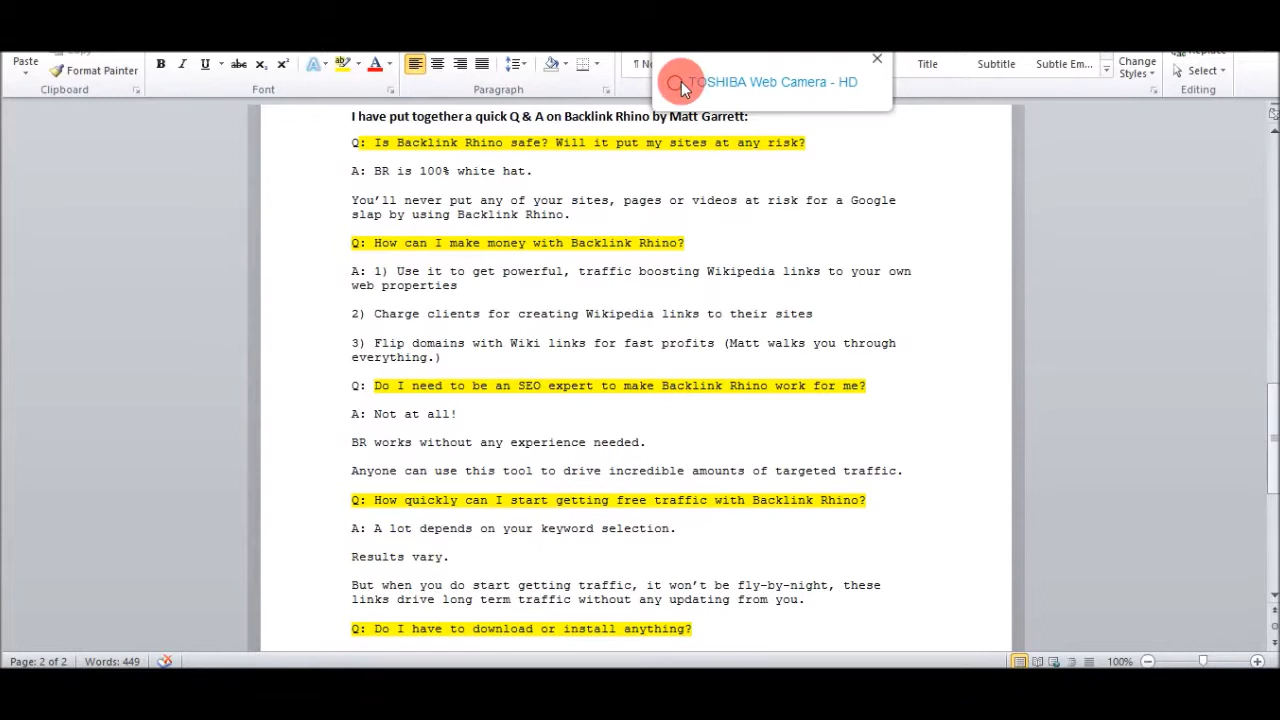 Paste
Format Painter
Clipboard
B I U abc x₂ x² A A
Font
Paragraph
TOSHIBA Web Camera - HD
Title
Subtitle
Subtle Em...
Change
Styles
Replace
Select
Editing
I have put together a quick Q & A on Backlink Rhino by Matt Garrett:
Q: Is Backlink Rhino safe? Will it put my sites at any risk?
A: BR is 100% white hat.
You'll never put any of your sites, pages or videos at risk for a Google
slap by using Backlink Rhino.
Q: How can I make money with Backlink Rhino?
A: 1) Use it to get powerful, traffic boosting Wikipedia links to your own
web properties
2) Charge clients for creating Wikipedia links to their sites
3) Flip domains with Wiki links for fast profits (Matt walks you through
everything.)
Q: Do I need to be an SEO expert to make Backlink Rhino work for me?
A: Not at all!
BR works without any experience needed.
Anyone can use this tool to drive incredible amounts of targeted traffic.
Q: How quickly can I start getting free traffic with Backlink Rhino?
A: A lot depends on your keyword selection.
Results vary.
But when you do start getting traffic, it won't be fly-by-night, these
links drive long term traffic without any updating from you.
Q: Do I have to download or install anything?
Page: 2 of 2 Words: 449
100%